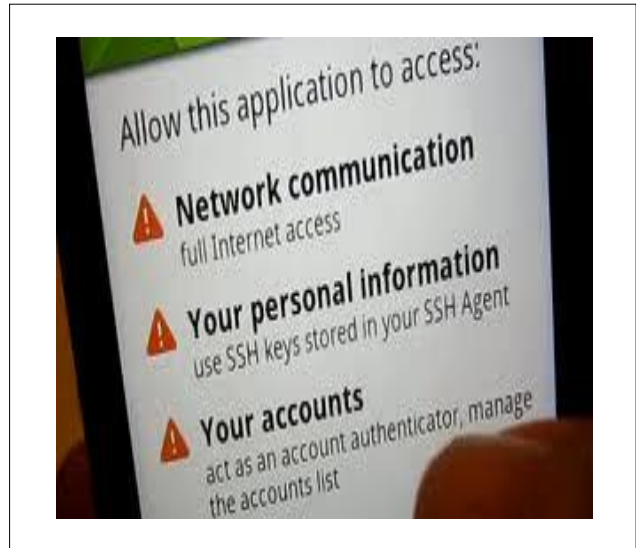 Allow this application to access:
Network communication
full Internet access
Your personal information
use SSH keys stored in your SSH Agent
Your accounts
act as an account authenticator, manage
the accounts list